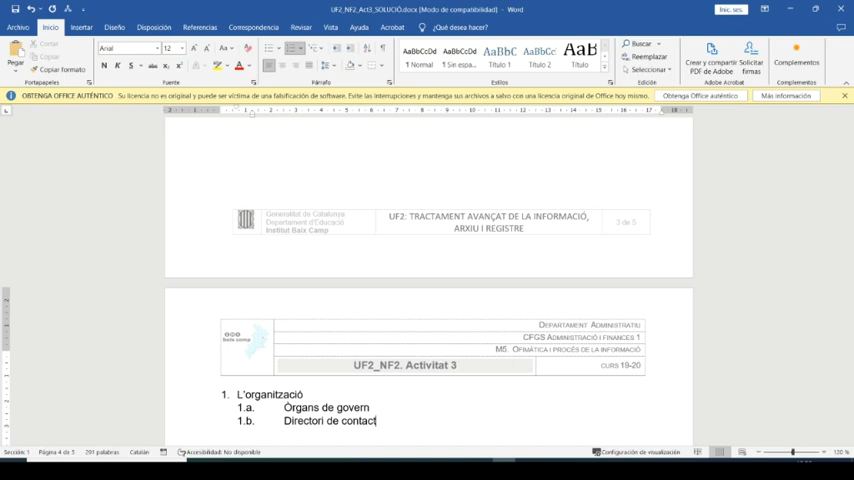 UF2_NF2_Act3_SOLUCIÓ.docx [Modo de compatibilidad] - Word
Inic. ses.
Archivo Inicio Insertar Diseño Disposición Referencias Correspondencia Revisar Vista Ayuda Acrobat ¿Qué desea hacer?
Pegar
Cortar
Copiar
Copiar formato
Portapapeles
Arial 12
N K S
Fuente
Párrafo
AaBbCcDd AaBbCcDd AaBbC AaBbCc AaB
1 Normal 1 Sin espa... Título 1 Título 2 Título
Estilos
Buscar
Reemplazar
Seleccionar
Edición
Crear y compartir PDF de Adobe
Solicitar firmas
Adobe Acrobat
Complementos
Complementos
OBTENGA OFFICE AUTÉNTICO Su licencia no es original y puede ser víctima de una falsificación de software. Evite las interrupciones y mantenga sus archivos a salvo con una licencia original de Office hoy mismo. Obtenga Office auténtico Más información
Generalitat de Catalunya
Departament d'Educació
Institut Baix Camp
UF2: TRACTAMENT AVANÇAT DE LA INFORMACIÓ,
ARXIU I REGISTRE
3 de 5
baix camp
DEPARTAMENT ADMINISTRATIU
CFGS ADMINISTRACIÓ I FINANCES 1
M5. OFIMÀTICA I PROCÉS DE LA INFORMACIÓ
UF2_NF2. Activitat 3
CURS 19-20
1. L'organització
1.a. Òrgans de govern
1.b. Directori de contact
Sección: 1 Página 4 de 5 291 palabras Catalán Accesibilidad: No disponible Configuración de visualización 120 %